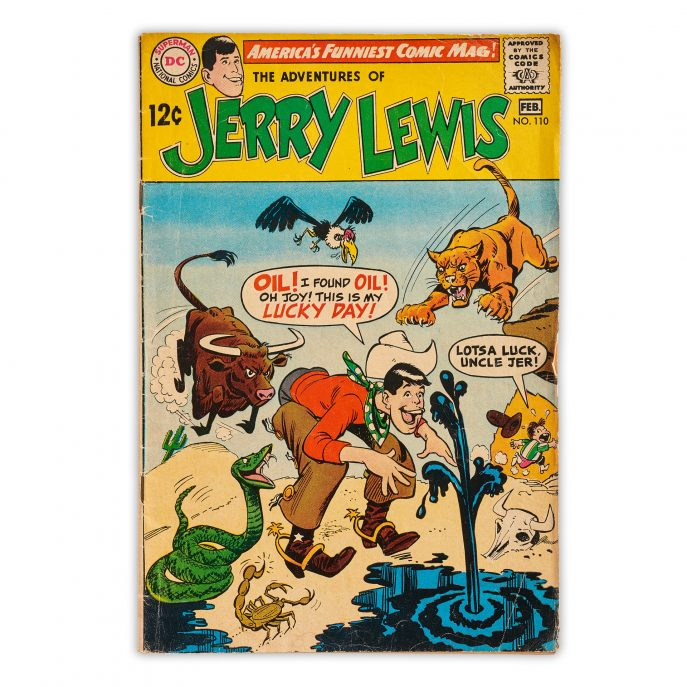 SUPERMAN
DC
NATIONAL COMICS
AMERICA'S FUNNIEST COMIC MAG!
APPROVED
BY THE
COMICS
CODE
CA
AUTHORITY
THE ADVENTURES OF
12¢
JERRY LEWIS
FEB.
NO. 110
OIL! I FOUND OIL!
OH JOY! THIS IS MY
LUCKY DAY!
LOTSA LUCK,
UNCLE JER!